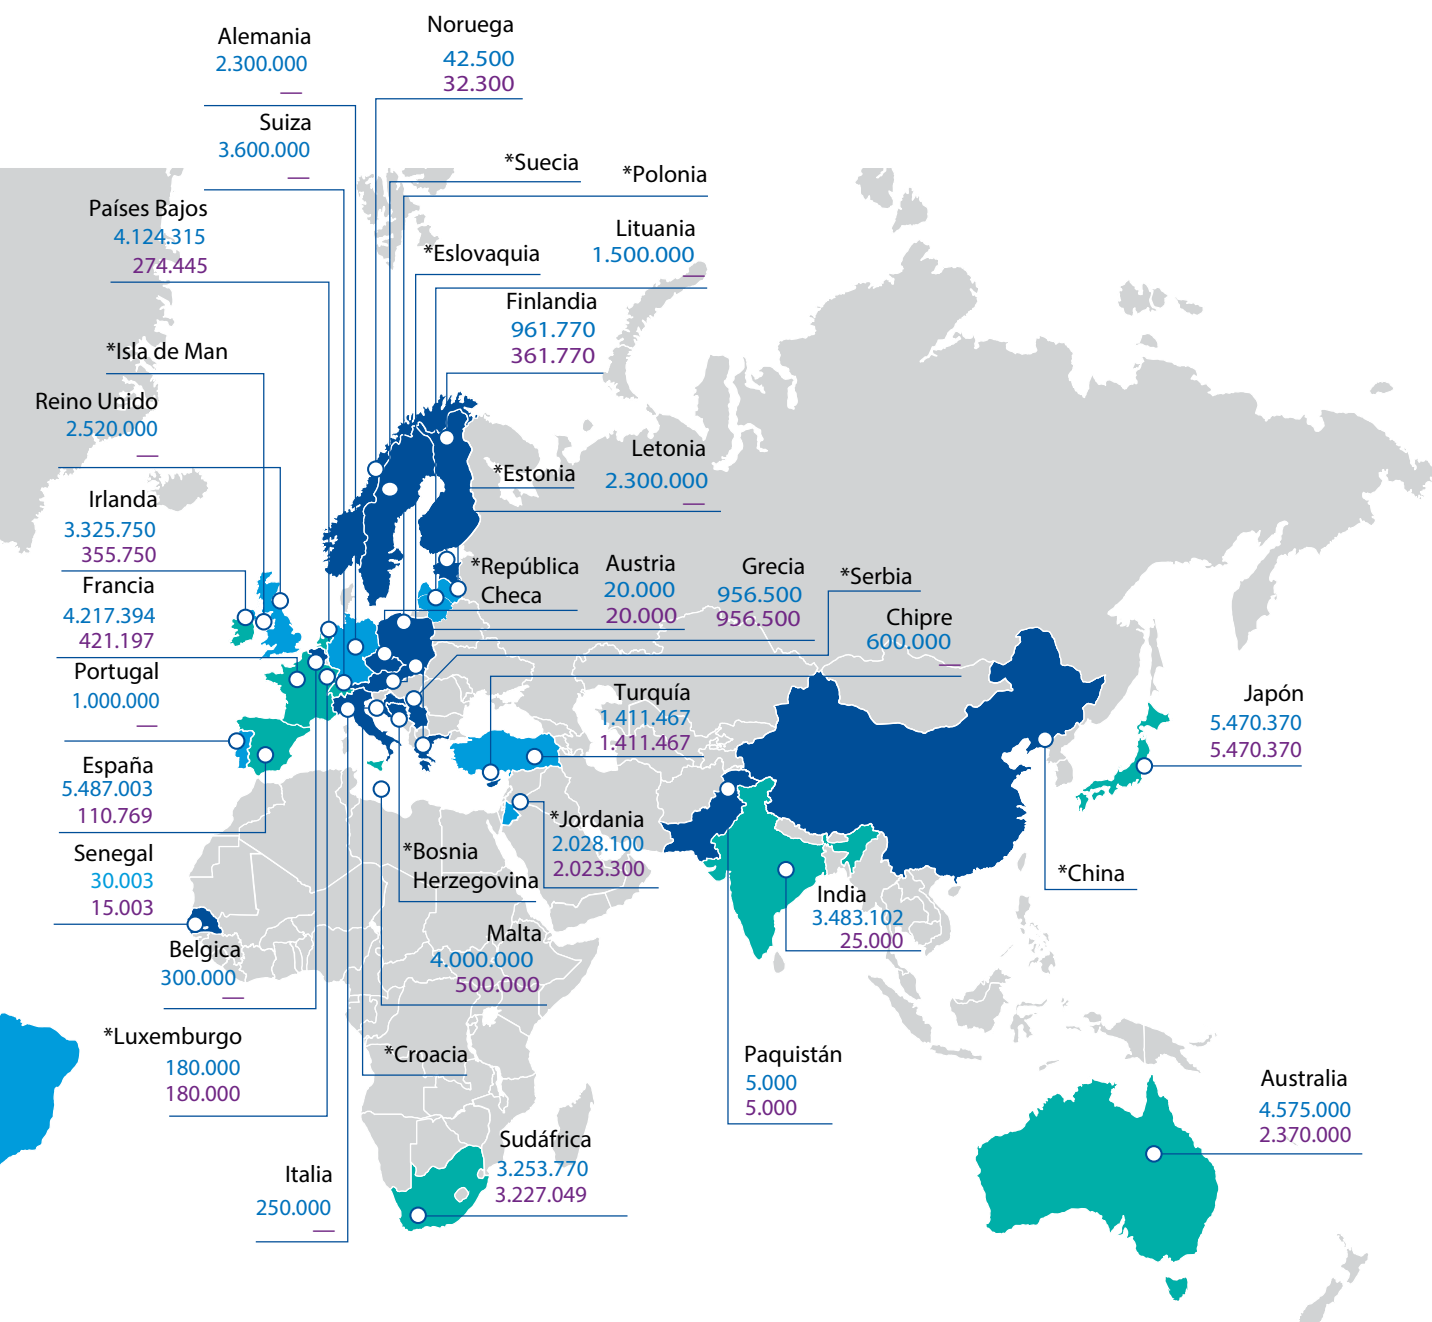 Alemania
2.300.000
—
Noruega
42.500
32.300
Suiza
3.600.000
—
*Suecia
*Polonia
Países Bajos
4.124.315
274.445
Lituania
1.500.000
—
*Eslovaquia
Finlandia
961.770
361.770
*Isla de Man
Reino Unido
2.520.000
—
Letonia
2.300.000
—
*Estonia
Irlanda
3.325.750
355.750
*República
Checa
Austria
20.000
20.000
Grecia
956.500
956.500
*Serbia
Francia
4.217.394
421.197
Chipre
600.000
—
Portugal
1.000.000
—
Turquía
1.411.467
1.411.467
Japón
5.470.370
5.470.370
España
5.487.003
110.769
*Jordania
2.028.100
2.023.300
Senegal
30.003
15.003
*Bosnia
Herzegovina
*China
India
3.483.102
25.000
Belgica
300.000
—
Malta
4.000.000
500.000
*Luxemburgo
180.000
180.000
*Croacia
Paquistán
5.000
5.000
Australia
4.575.000
2.370.000
Sudáfrica
3.253.770
3.227.049
Italia
250.000
—